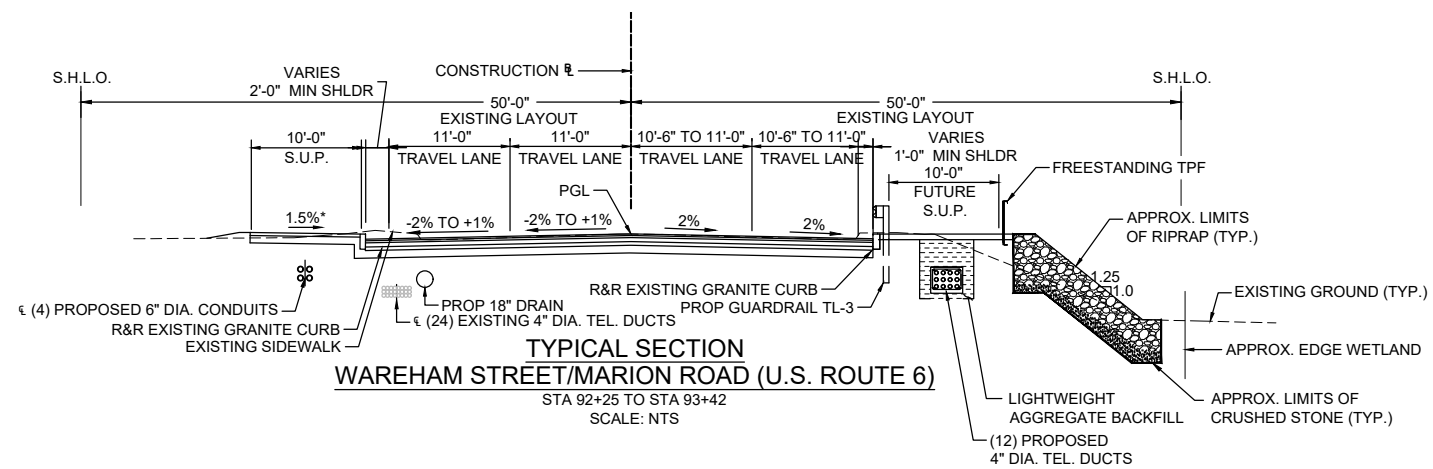 S.H.L.O.
VARIES
2'-0" MIN SHLDR
CONSTRUCTION ℄
S.H.L.O.
50'-0"
EXISTING LAYOUT
50'-0"
EXISTING LAYOUT
10'-0"
S.U.P.
11'-0"
TRAVEL LANE
11'-0"
TRAVEL LANE
10'-6" TO 11'-0"
TRAVEL LANE
10'-6" TO 11'-0"
TRAVEL LANE
VARIES
1'-0" MIN SHLDR
10'-0"
FUTURE
S.U.P.
FREESTANDING TPF
PGL
1.5%*
-2% TO +1%
-2% TO +1%
2%
2%
APPROX. LIMITS
OF RIPRAP (TYP.)
1.25
1.0
℄ (4) PROPOSED 6" DIA. CONDUITS
R&R EXISTING GRANITE CURB
EXISTING SIDEWALK
PROP 18" DRAIN
℄ (24) EXISTING 4" DIA. TEL. DUCTS
R&R EXISTING GRANITE CURB
PROP GUARDRAIL TL-3
EXISTING GROUND (TYP.)
APPROX. EDGE WETLAND
LIGHTWEIGHT
AGGREGATE BACKFILL
APPROX. LIMITS OF
CRUSHED STONE (TYP.)
(12) PROPOSED
4" DIA. TEL. DUCTS
TYPICAL SECTION
WAREHAM STREET/MARION ROAD (U.S. ROUTE 6)
STA 92+25 TO STA 93+42
SCALE: NTS